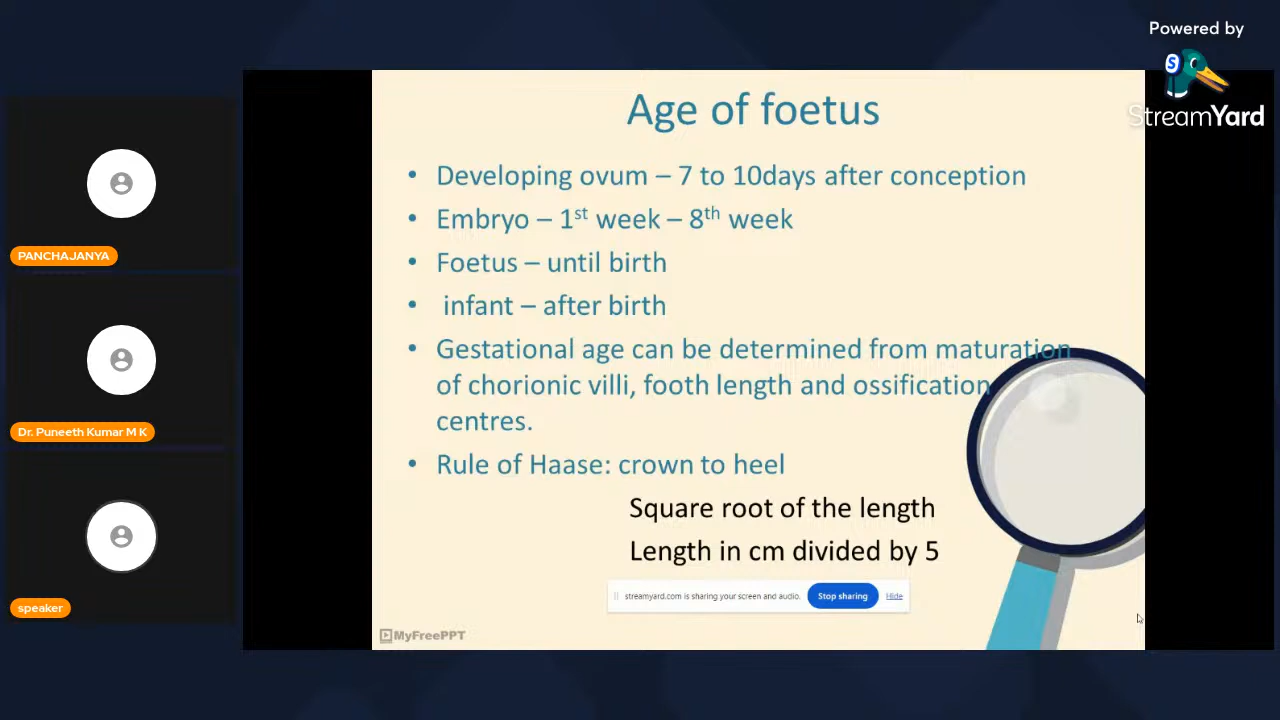 Powered by
S
StreamYard
PANCHAJANYA
Dr. Puneeth Kumar M K
speaker
Age of foetus
• Developing ovum – 7 to 10days after conception
• Embryo – 1st week – 8th week
• Foetus – until birth
• infant – after birth
• Gestational age can be determined from maturation
of chorionic villi, footh length and ossification
centres.
• Rule of Haase: crown to heel
Square root of the length
Length in cm divided by 5
streamyard.com is sharing your screen and audio. Stop sharing Hide
MyFreePPT